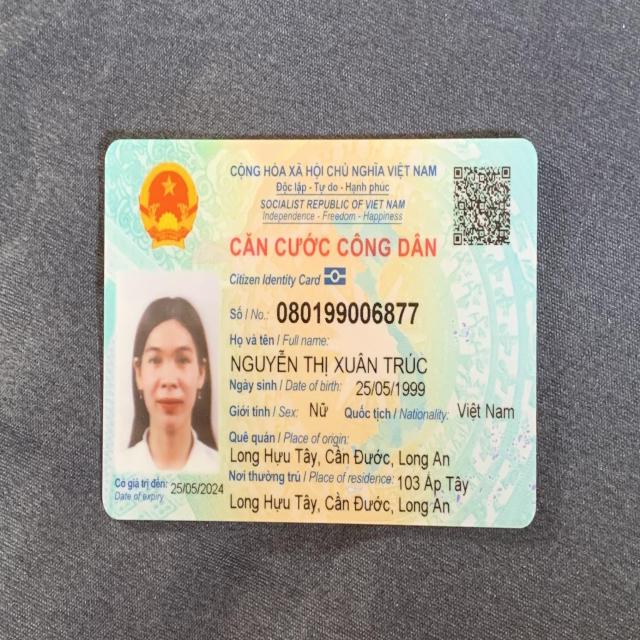 CỘNG HÒA XÃ HỘI CHỦ NGHĨA VIỆT NAM
Độc lập - Tự do - Hạnh phúc
SOCIALIST REPUBLIC OF VIET NAM
Independence - Freedom - Happiness
CĂN CƯỚC CÔNG DÂN
Citizen Identity Card
Số / No.: 080199006877
Họ và tên / Full name:
NGUYỄN THỊ XUÂN TRÚC
Ngày sinh / Date of birth: 25/05/1999
Giới tính / Sex: Nữ Quốc tịch / Nationality: Việt Nam
Quê quán / Place of origin:
Long Hựu Tây, Cần Đước, Long An
Nơi thường trú / Place of residence: 103 Ấp Tây
Long Hựu Tây, Cần Đước, Long An
Có giá trị đến: 25/05/2024
Date of expiry